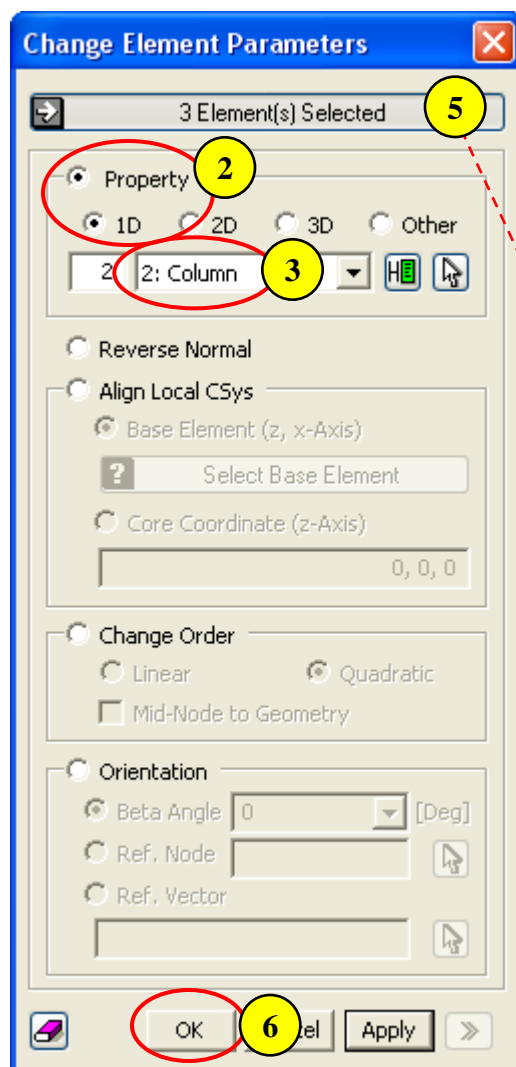 Change Element Parameters
3 Element(s) Selected 5
Property 2
1D 2D 3D Other
2 2: Column 3
Reverse Normal
Align Local CSys
Base Element (z, x-Axis)
? Select Base Element
Core Coordinate (z-Axis)
0, 0, 0
Change Order
Linear Quadratic
Mid-Node to Geometry
Orientation
Beta Angle 0 [Deg]
Ref. Node
Ref. Vector
OK 6 Apply